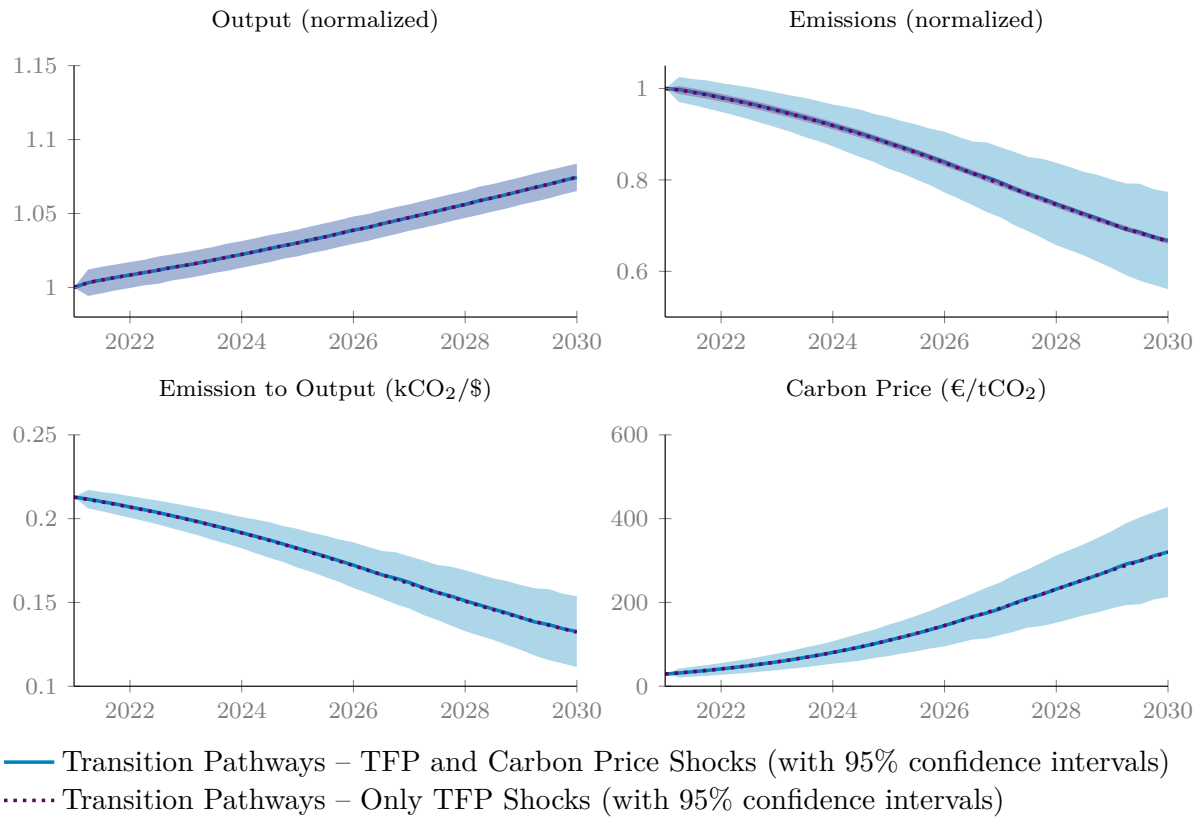 Output (normalized)
1.15
1.1
1.05
1
2022 2024 2026 2028 2030
Emissions (normalized)
1
0.8
0.6
2022 2024 2026 2028 2030
Emission to Output (kCO₂/$)
0.25
0.2
0.15
0.1
2022 2024 2026 2028 2030
Carbon Price (€/tCO₂)
600
400
200
0
2022 2024 2026 2028 2030
Transition Pathways – TFP and Carbon Price Shocks (with 95% confidence intervals)
Transition Pathways – Only TFP Shocks (with 95% confidence intervals)